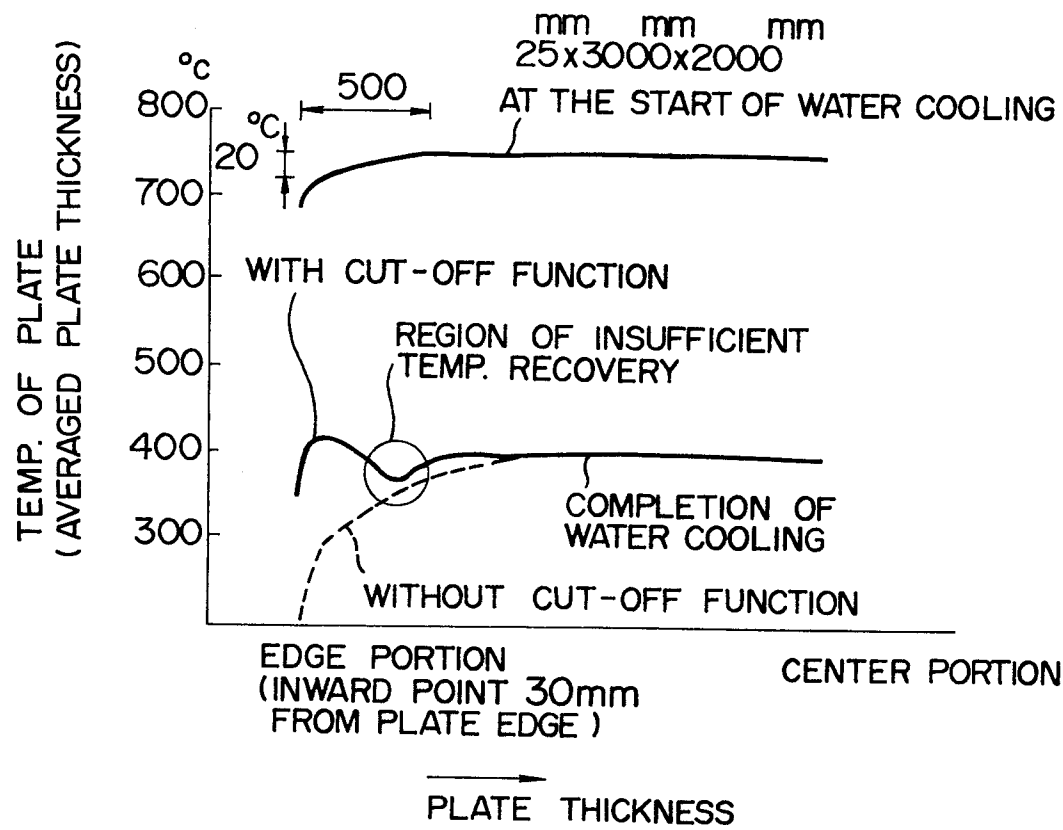 mm mm mm
25x3000x2000
°C
500
AT THE START OF WATER COOLING
800
°C
20
700
600
WITH CUT-OFF FUNCTION
REGION OF INSUFFICIENT
TEMP. RECOVERY
500
400
COMPLETION OF
WATER COOLING
300
WITHOUT CUT-OFF FUNCTION
TEMP. OF PLATE
(AVERAGED PLATE THICKNESS)
EDGE PORTION
(INWARD POINT 30mm
FROM PLATE EDGE)
CENTER PORTION
PLATE THICKNESS